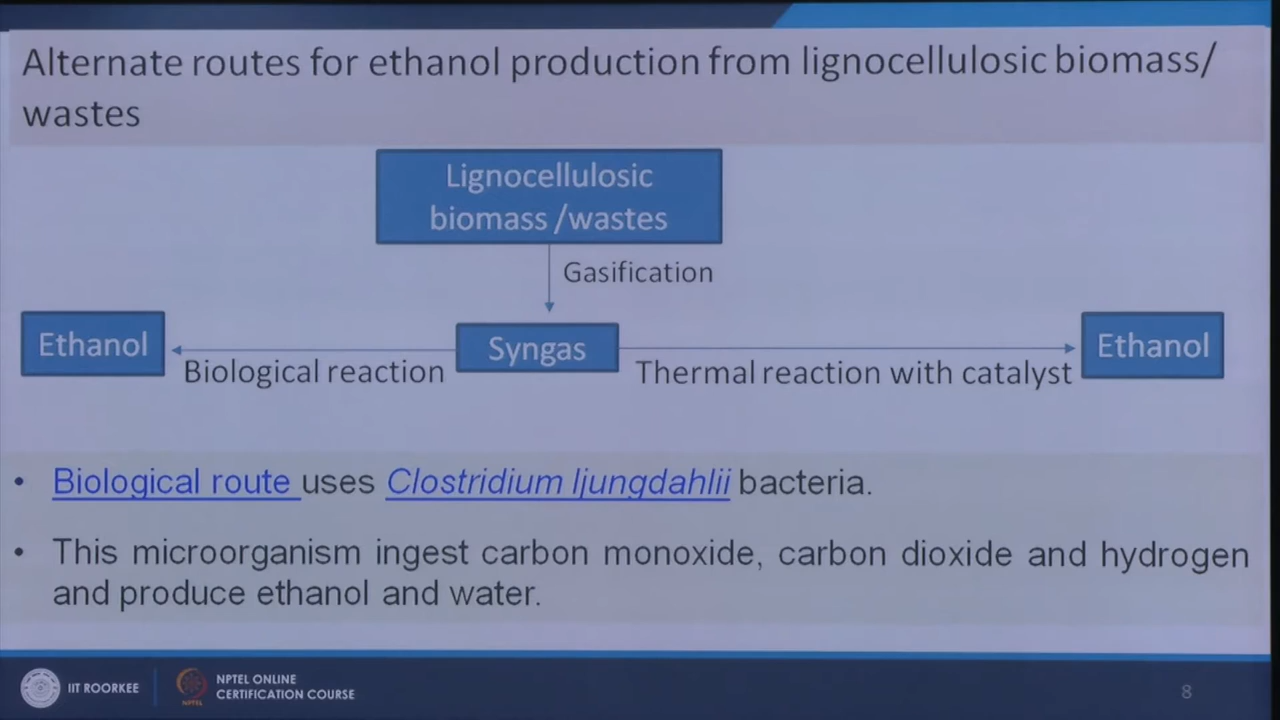 Alternate routes for ethanol production from lignocellulosic biomass/
wastes
Lignocellulosic
biomass /wastes
Gasification
Ethanol
Syngas
Ethanol
Biological reaction
Thermal reaction with catalyst
• Biological route uses Clostridium ljungdahlii bacteria.
• This microorganism ingest carbon monoxide, carbon dioxide and hydrogen
and produce ethanol and water.
IIT ROORKEE
NPTEL
NPTEL ONLINE
CERTIFICATION COURSE
8